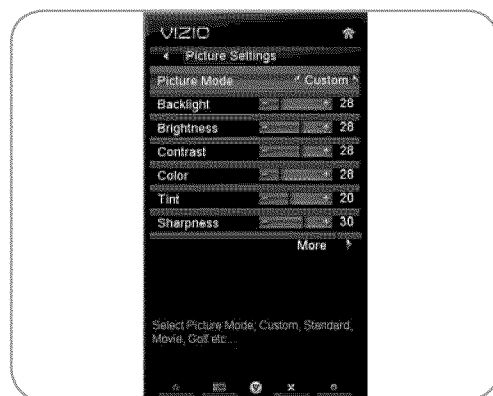 VIZIO
Picture Settings
Picture Mode Custom
Backlight 28
Brightness 28
Contrast 28
Color 28
Tint 20
Sharpness 30
More
Select Picture Mode; Custom, Standard,
Movie, Golf etc...